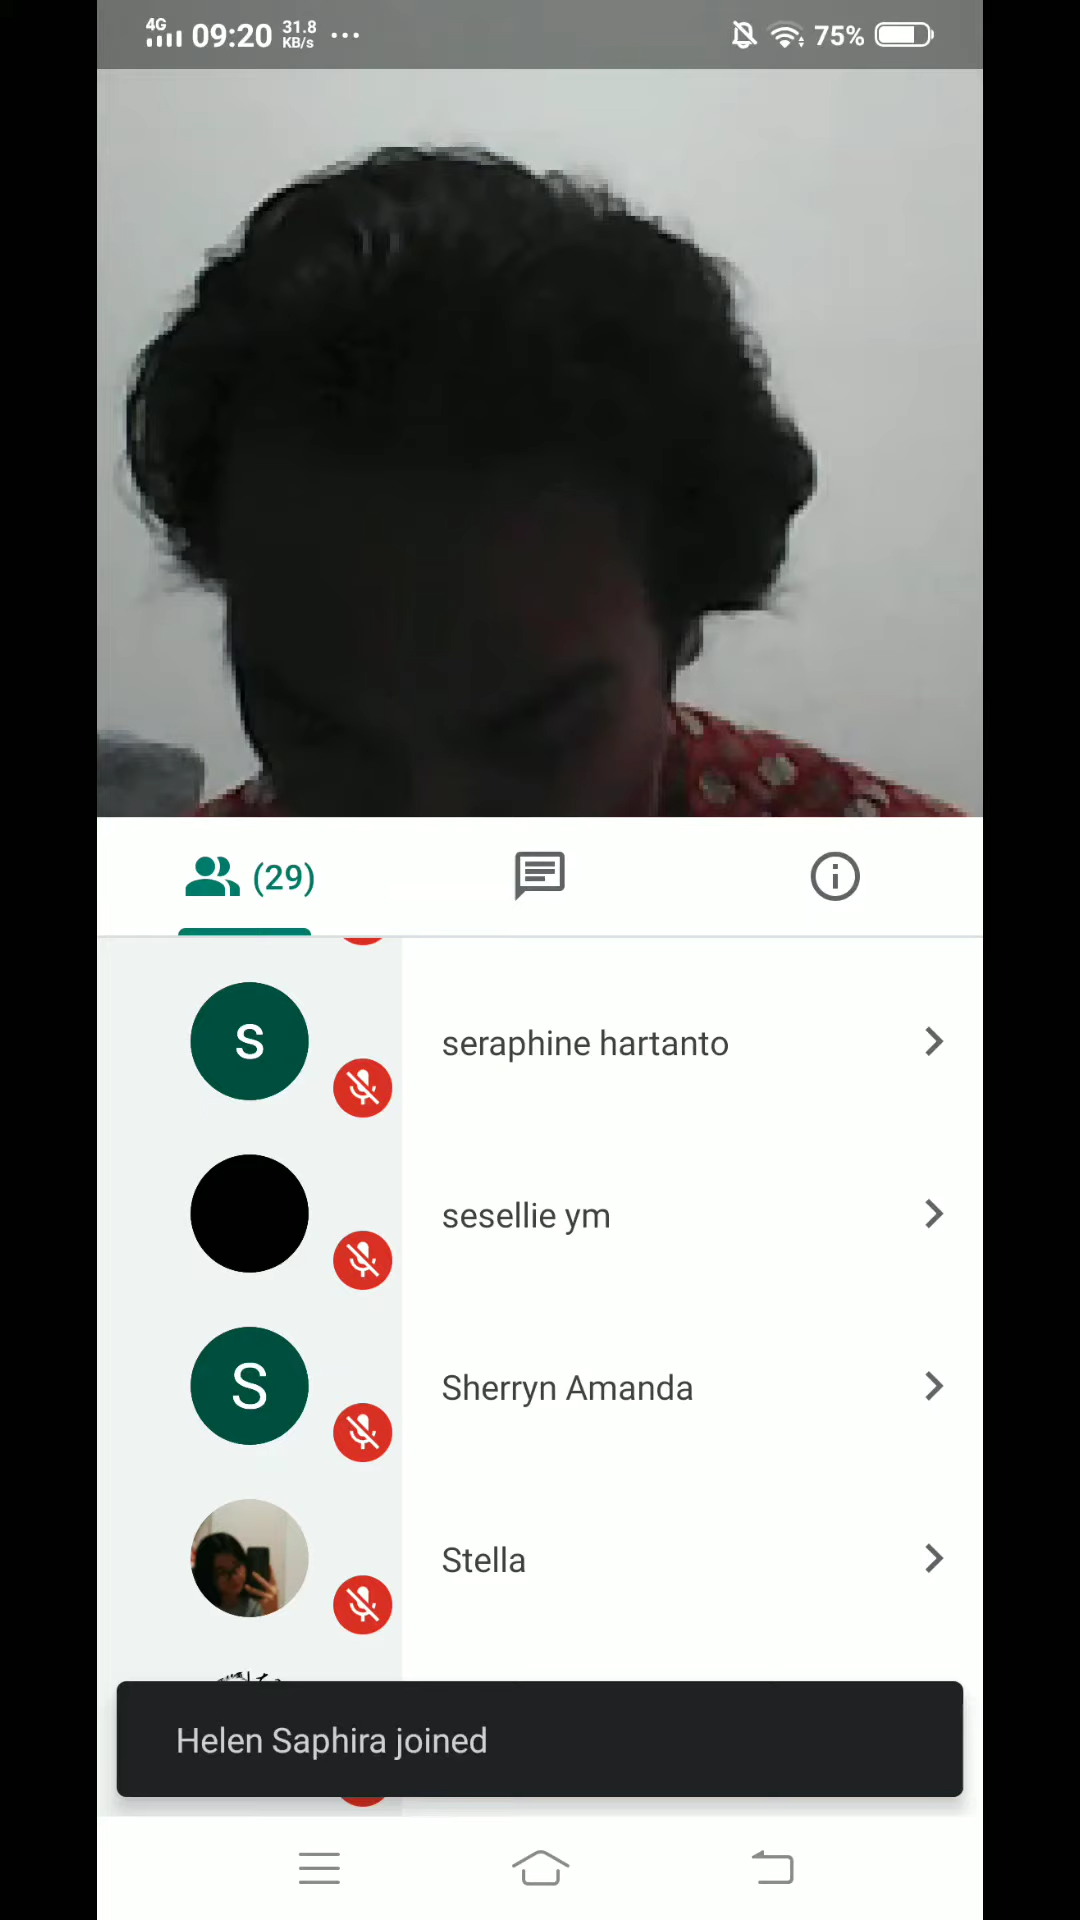 4G 09:20 31.8 KB/s ... 75%
(29)
S seraphine hartanto
sesellie ym
S Sherryn Amanda
Stella
Helen Saphira joined